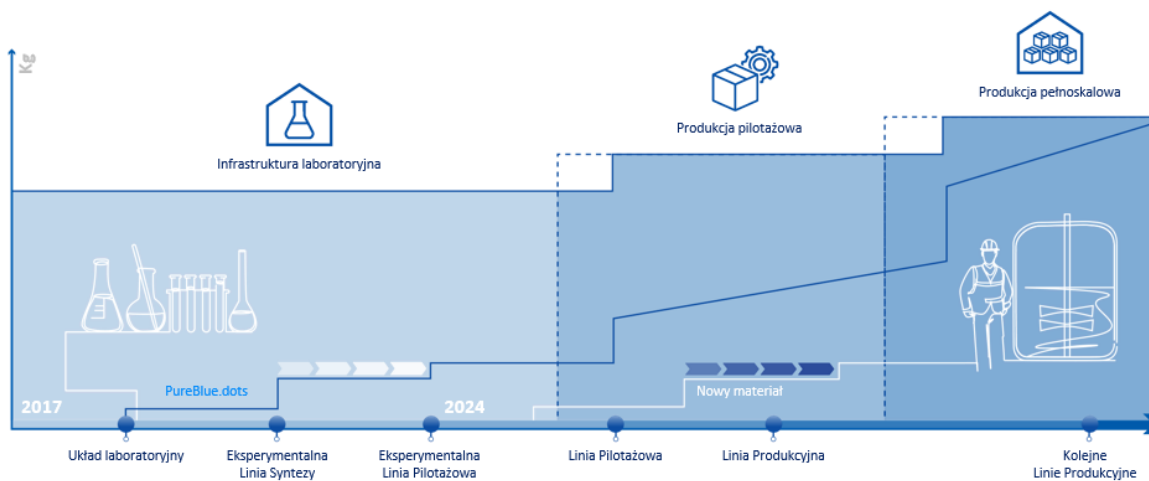 Kg
Infrastruktura laboratoryjna
Produkcja pilotażowa
Produkcja pełnoskalowa
PureBlue.dots
Nowy materiał
2017
2024
Układ laboratoryjny
Eksperymentalna
Linia Syntezy
Eksperymentalna
Linia Pilotażowa
Linia Pilotażowa
Linia Produkcyjna
Kolejne
Linie Produkcyjne